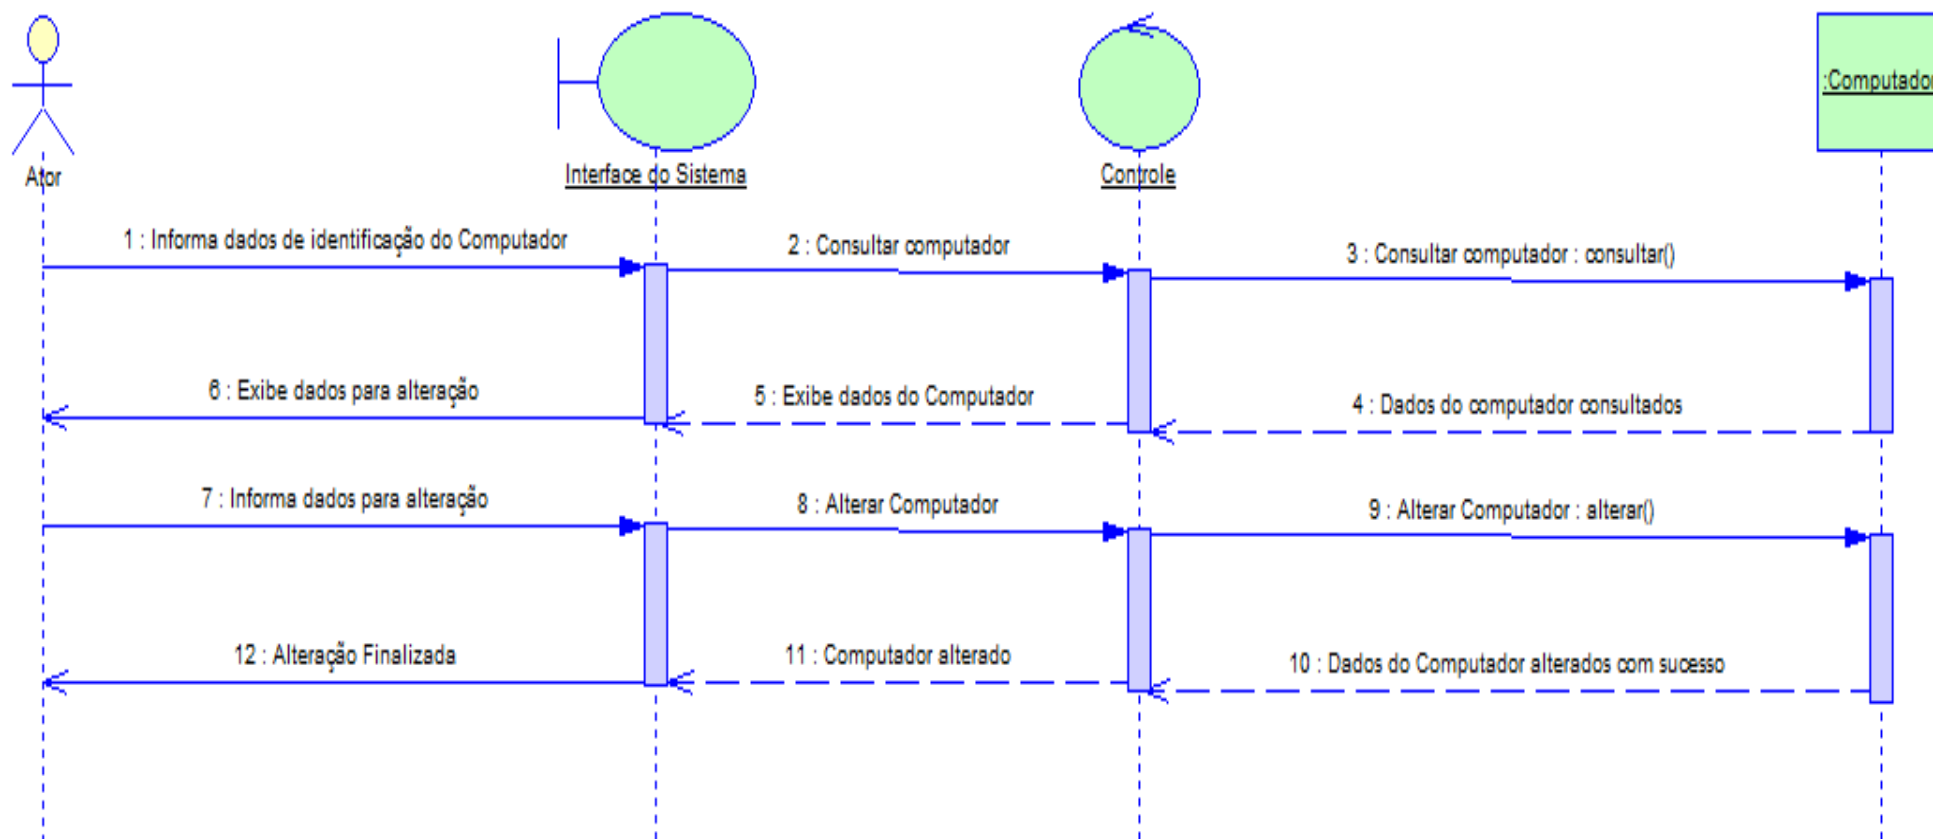 :Computador
Ator
Interface do Sistema
Controle
1 : Informa dados de identificação do Computador
2 : Consultar computador
3 : Consultar computador : consultar()
6 : Exibe dados para alteração
5 : Exibe dados do Computador
4 : Dados do computador consultados
7 : Informa dados para alteração
8 : Alterar Computador
9 : Alterar Computador : alterar()
12 : Alteração Finalizada
11 : Computador alterado
10 : Dados do Computador alterados com sucesso